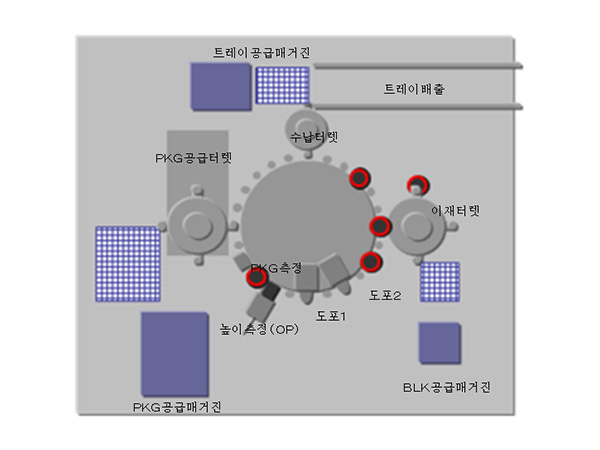 트레이공급매거진
트레이배출
수납터렛
PKG공급터렛
이재터렛
PKG측정
도포2
도포1
높이측정(OP)
BLK공급매거진
PKG공급매거진